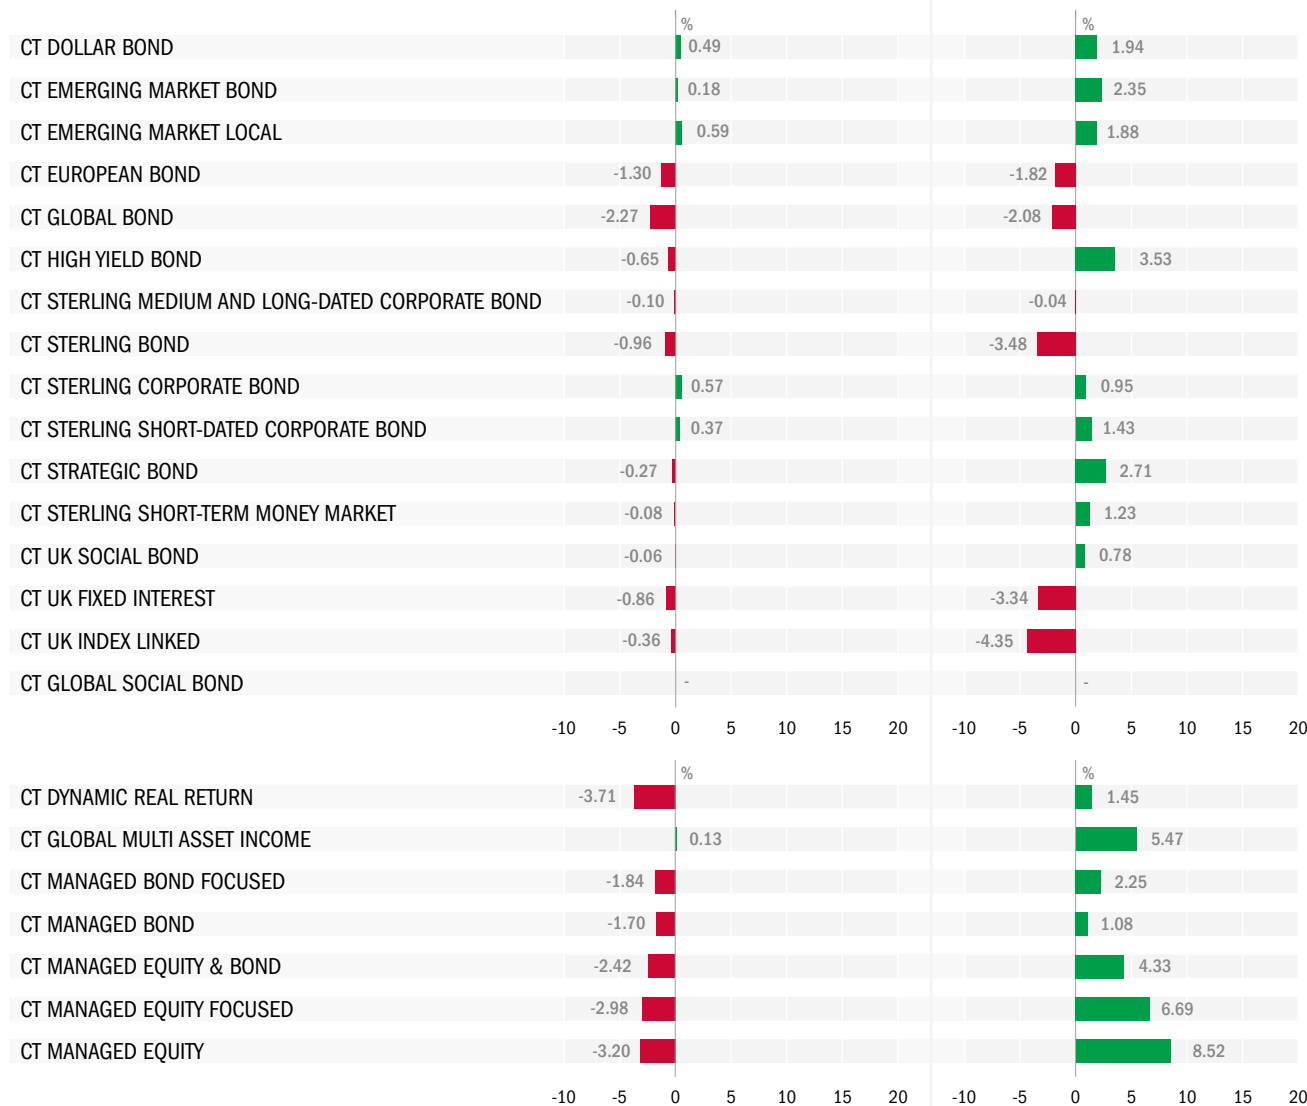 % %
CT DOLLAR BOND 0.49 1.94
CT EMERGING MARKET BOND 0.18 2.35
CT EMERGING MARKET LOCAL 0.59 1.88
CT EUROPEAN BOND -1.30 -1.82
CT GLOBAL BOND -2.27 -2.08
CT HIGH YIELD BOND -0.65 3.53
CT STERLING MEDIUM AND LONG-DATED CORPORATE BOND -0.10 -0.04
CT STERLING BOND -0.96 -3.48
CT STERLING CORPORATE BOND 0.57 0.95
CT STERLING SHORT-DATED CORPORATE BOND 0.37 1.43
CT STRATEGIC BOND -0.27 2.71
CT STERLING SHORT-TERM MONEY MARKET -0.08 1.23
CT UK SOCIAL BOND -0.06 0.78
CT UK FIXED INTEREST -0.86 -3.34
CT UK INDEX LINKED -0.36 -4.35
CT GLOBAL SOCIAL BOND - -
-10 -5 0 5 10 15 20 -10 -5 0 5 10 15 20
% %
CT DYNAMIC REAL RETURN -3.71 1.45
CT GLOBAL MULTI ASSET INCOME 0.13 5.47
CT MANAGED BOND FOCUSED -1.84 2.25
CT MANAGED BOND -1.70 1.08
CT MANAGED EQUITY & BOND -2.42 4.33
CT MANAGED EQUITY FOCUSED -2.98 6.69
CT MANAGED EQUITY -3.20 8.52
-10 -5 0 5 10 15 20 -10 -5 0 5 10 15 20